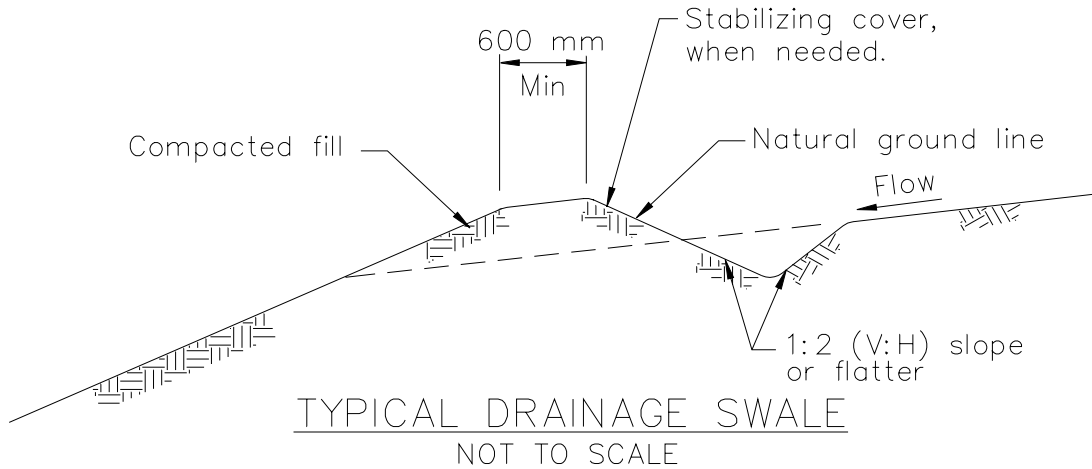 Stabilizing cover,
when needed.
600 mm
Min
Compacted fill
Natural ground line
Flow
1:2 (V:H) slope
or flatter
TYPICAL DRAINAGE SWALE
NOT TO SCALE